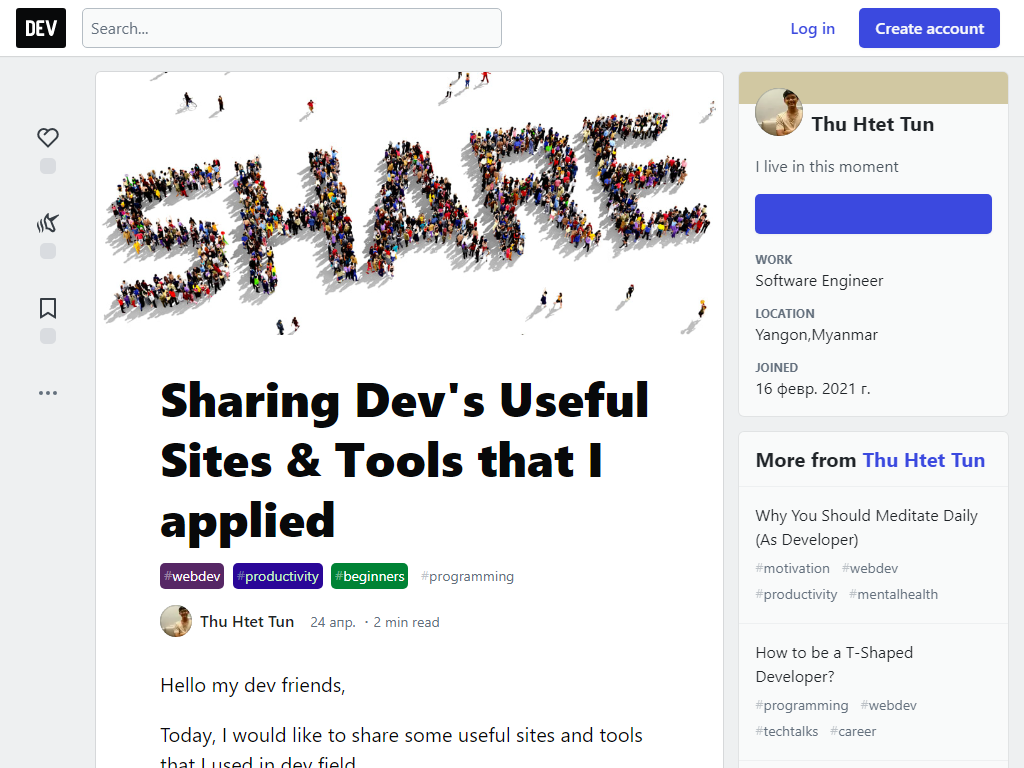 DEV
Search...
Log in
Create account
SHARE
Sharing Dev's Useful
Sites & Tools that I
applied
#webdev #productivity #beginners #programming
Thu Htet Tun 24 апр. · 2 min read
Hello my dev friends,
Today, I would like to share some useful sites and tools
that I used in dev field.
Thu Htet Tun
I live in this moment
WORK
Software Engineer
LOCATION
Yangon,Myanmar
JOINED
16 февр. 2021 г.
More from Thu Htet Tun
Why You Should Meditate Daily
(As Developer)
#motivation #webdev
#productivity #mentalhealth
How to be a T-Shaped
Developer?
#programming #webdev
#techtalks #career